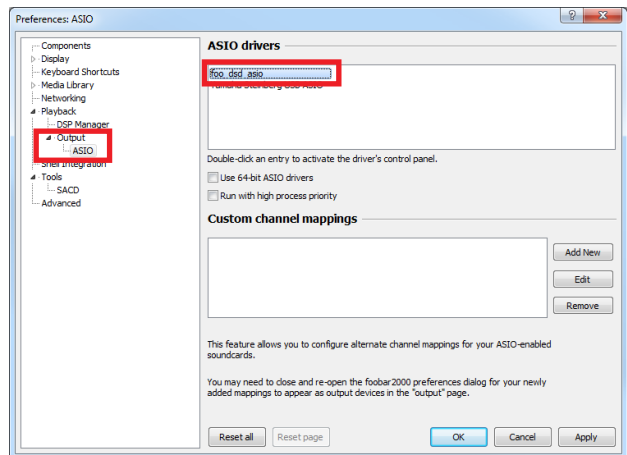 Preferences: ASIO
Components
Display
Keyboard Shortcuts
Media Library
Networking
Playback
DSP Manager
Output
ASIO
Shell Integration
Tools
SACD
Advanced
ASIO drivers
foo_dsd_asio
Yamaha Steinberg USB ASIO
Double-click an entry to activate the driver's control panel.
Use 64-bit ASIO drivers
Run with high process priority
Custom channel mappings
Add New
Edit
Remove
This feature allows you to configure alternate channel mappings for your ASIO-enabled
soundcards.
You may need to close and re-open the foobar2000 preferences dialog for your newly
added mappings to appear as output devices in the "output" page.
Reset all
Reset page
OK
Cancel
Apply